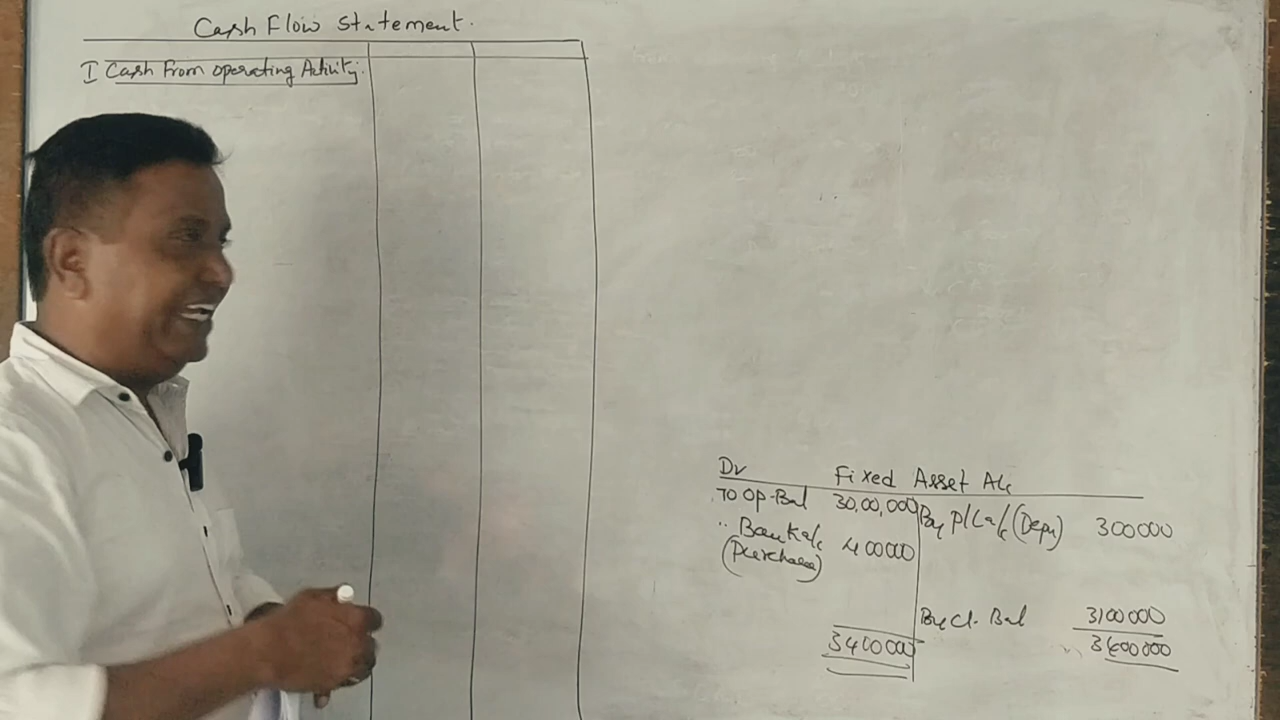 Cash Flow Statement.
I Cash From operating Activity:
Dr Fixed Asset A/c
To Op. Bal 30,00,000 By P/L a/c (Depn) 300000
" Bank a/c 400000
(Purchase)
By Cl. Bal 3100000
3400000 3400000